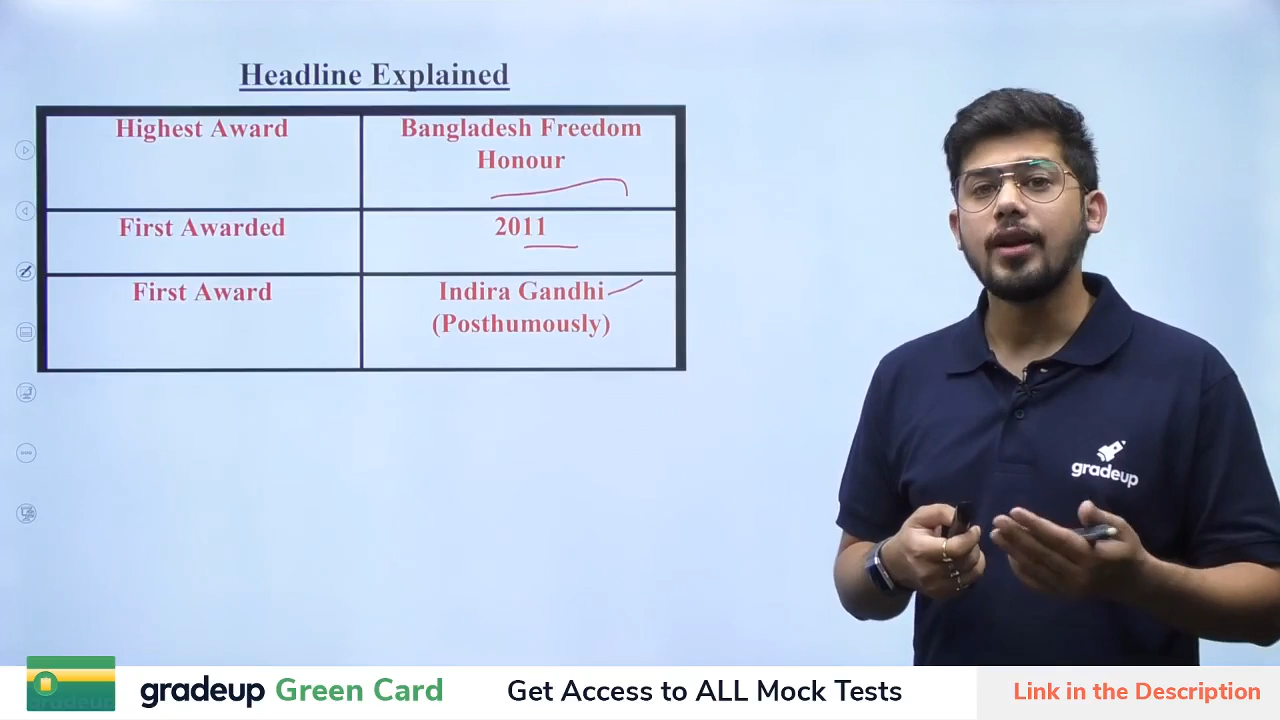 Headline Explained
Highest Award
Bangladesh Freedom
Honour
First Awarded
2011
First Award
Indira Gandhi
(Posthumously)
gradeup
gradeup Green Card
Get Access to ALL Mock Tests
Link in the Description